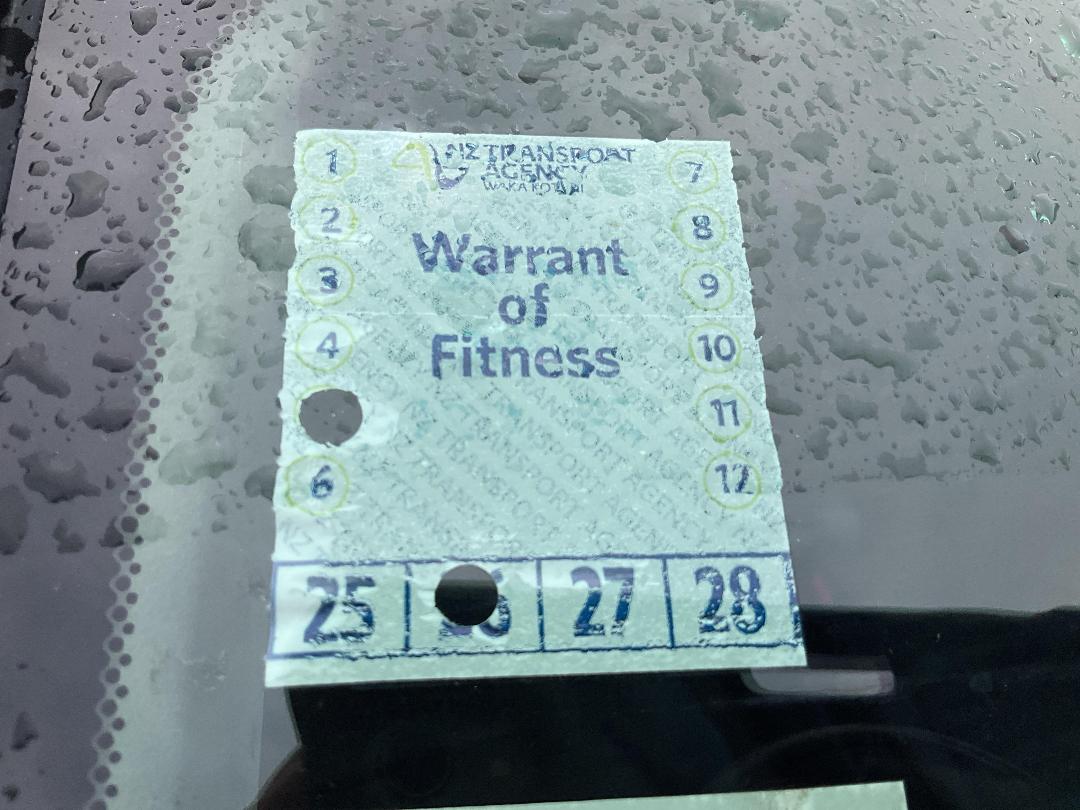 NZ TRANSPORT
AGENCY
WAKA KOTAHI
Warrant
of
Fitness
1
2
3
4
6
7
8
9
10
11
12
25
27
28